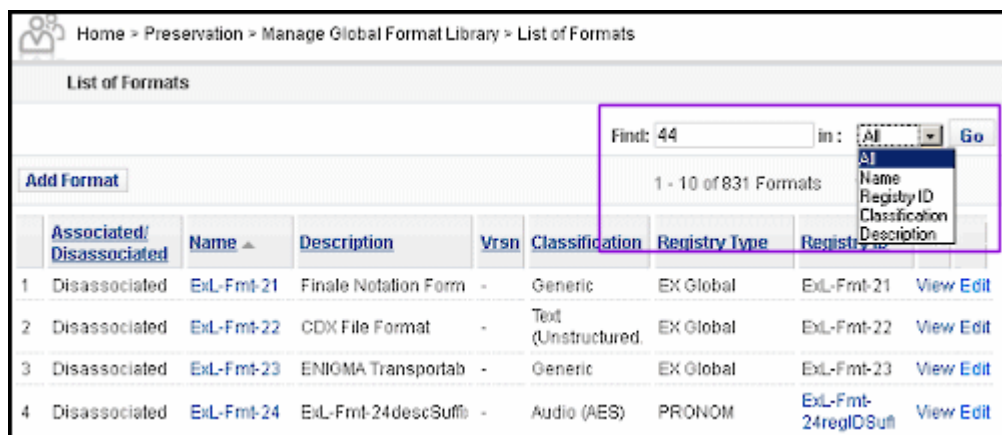 Home > Preservation > Manage Global Format Library > List of Formats
List of Formats
Find: 44 in : All Go
All
Name
Registry ID
Classification
Description
Add Format 1 - 10 of 831 Formats
Associated/ Disassociated Name Description Vrsn Classification Registry Type Registry ID
1 Disassociated ExL-Fmt-21 Finale Notation Form - Generic EX Global ExL-Fmt-21 View Edit
2 Disassociated ExL-Fmt-22 CDX File Format - Text (Unstructured. EX Global ExL-Fmt-22 View Edit
3 Disassociated ExL-Fmt-23 ENIGMA Transportab - Generic EX Global ExL-Fmt-23 View Edit
4 Disassociated ExL-Fmt-24 ExL-Fmt-24descSuffi - Audio (AES) PRONOM ExL-Fmt-24regIDSuff View Edit